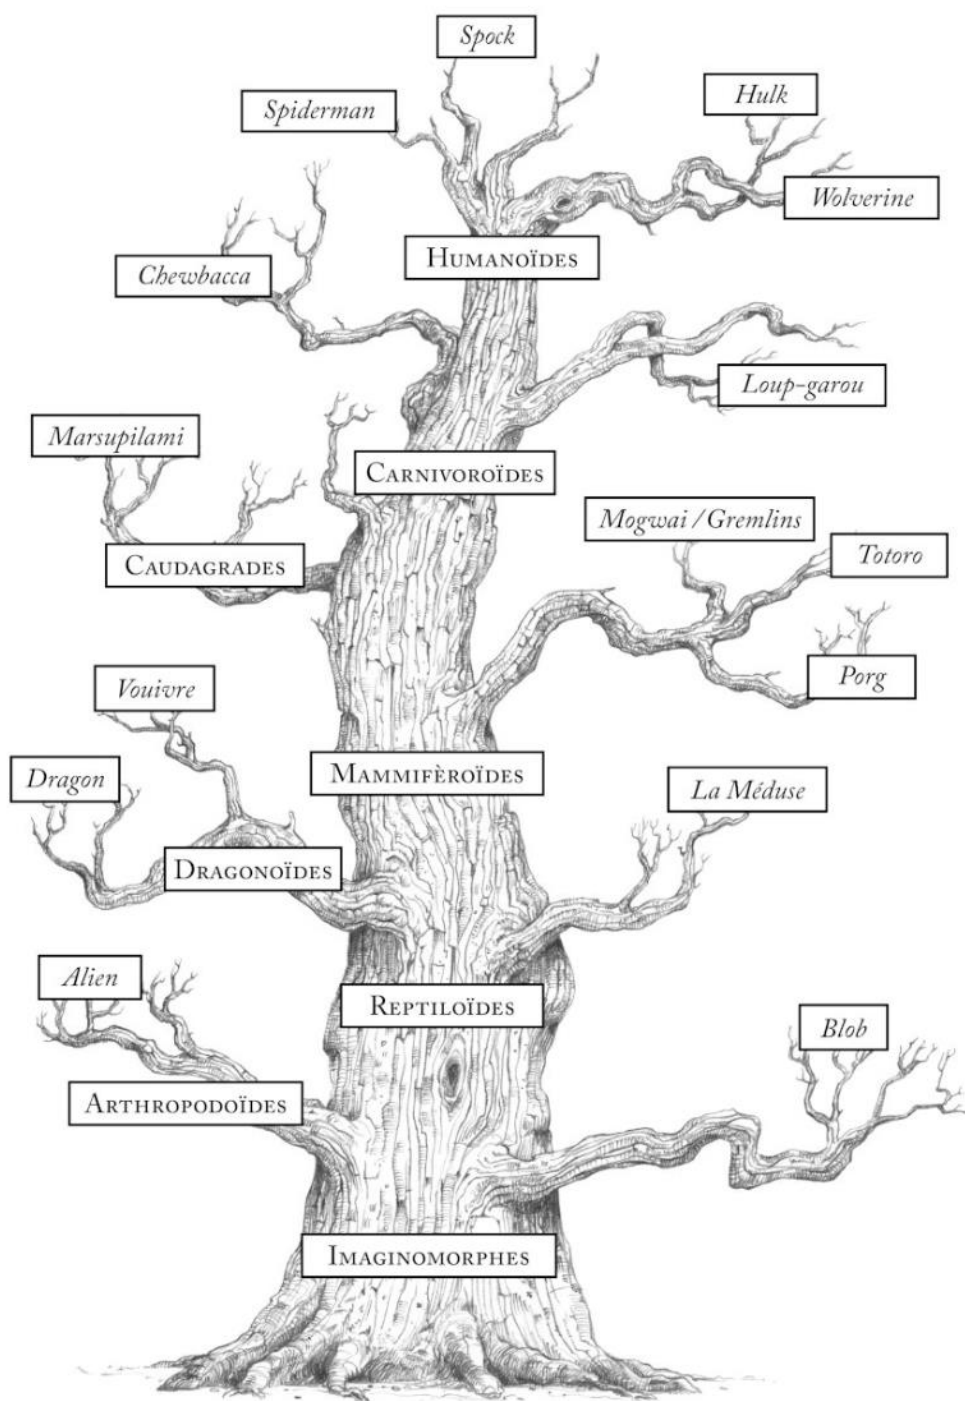 Spock
Hulk
Spiderman
Wolverine
HUMANOÏDES
Chewbacca
Loup-garou
Marsupilami
CARNIVOROÏDES
Mogwai / Gremlins
Totoro
CAUDAGRADES
Vouivre
Porg
Dragon
MAMMIFÈROÏDES
La Méduse
DRAGONOÏDES
Alien
REPTILOÏDES
Blob
ARTHROPODOÏDES
IMAGINOMORPHES